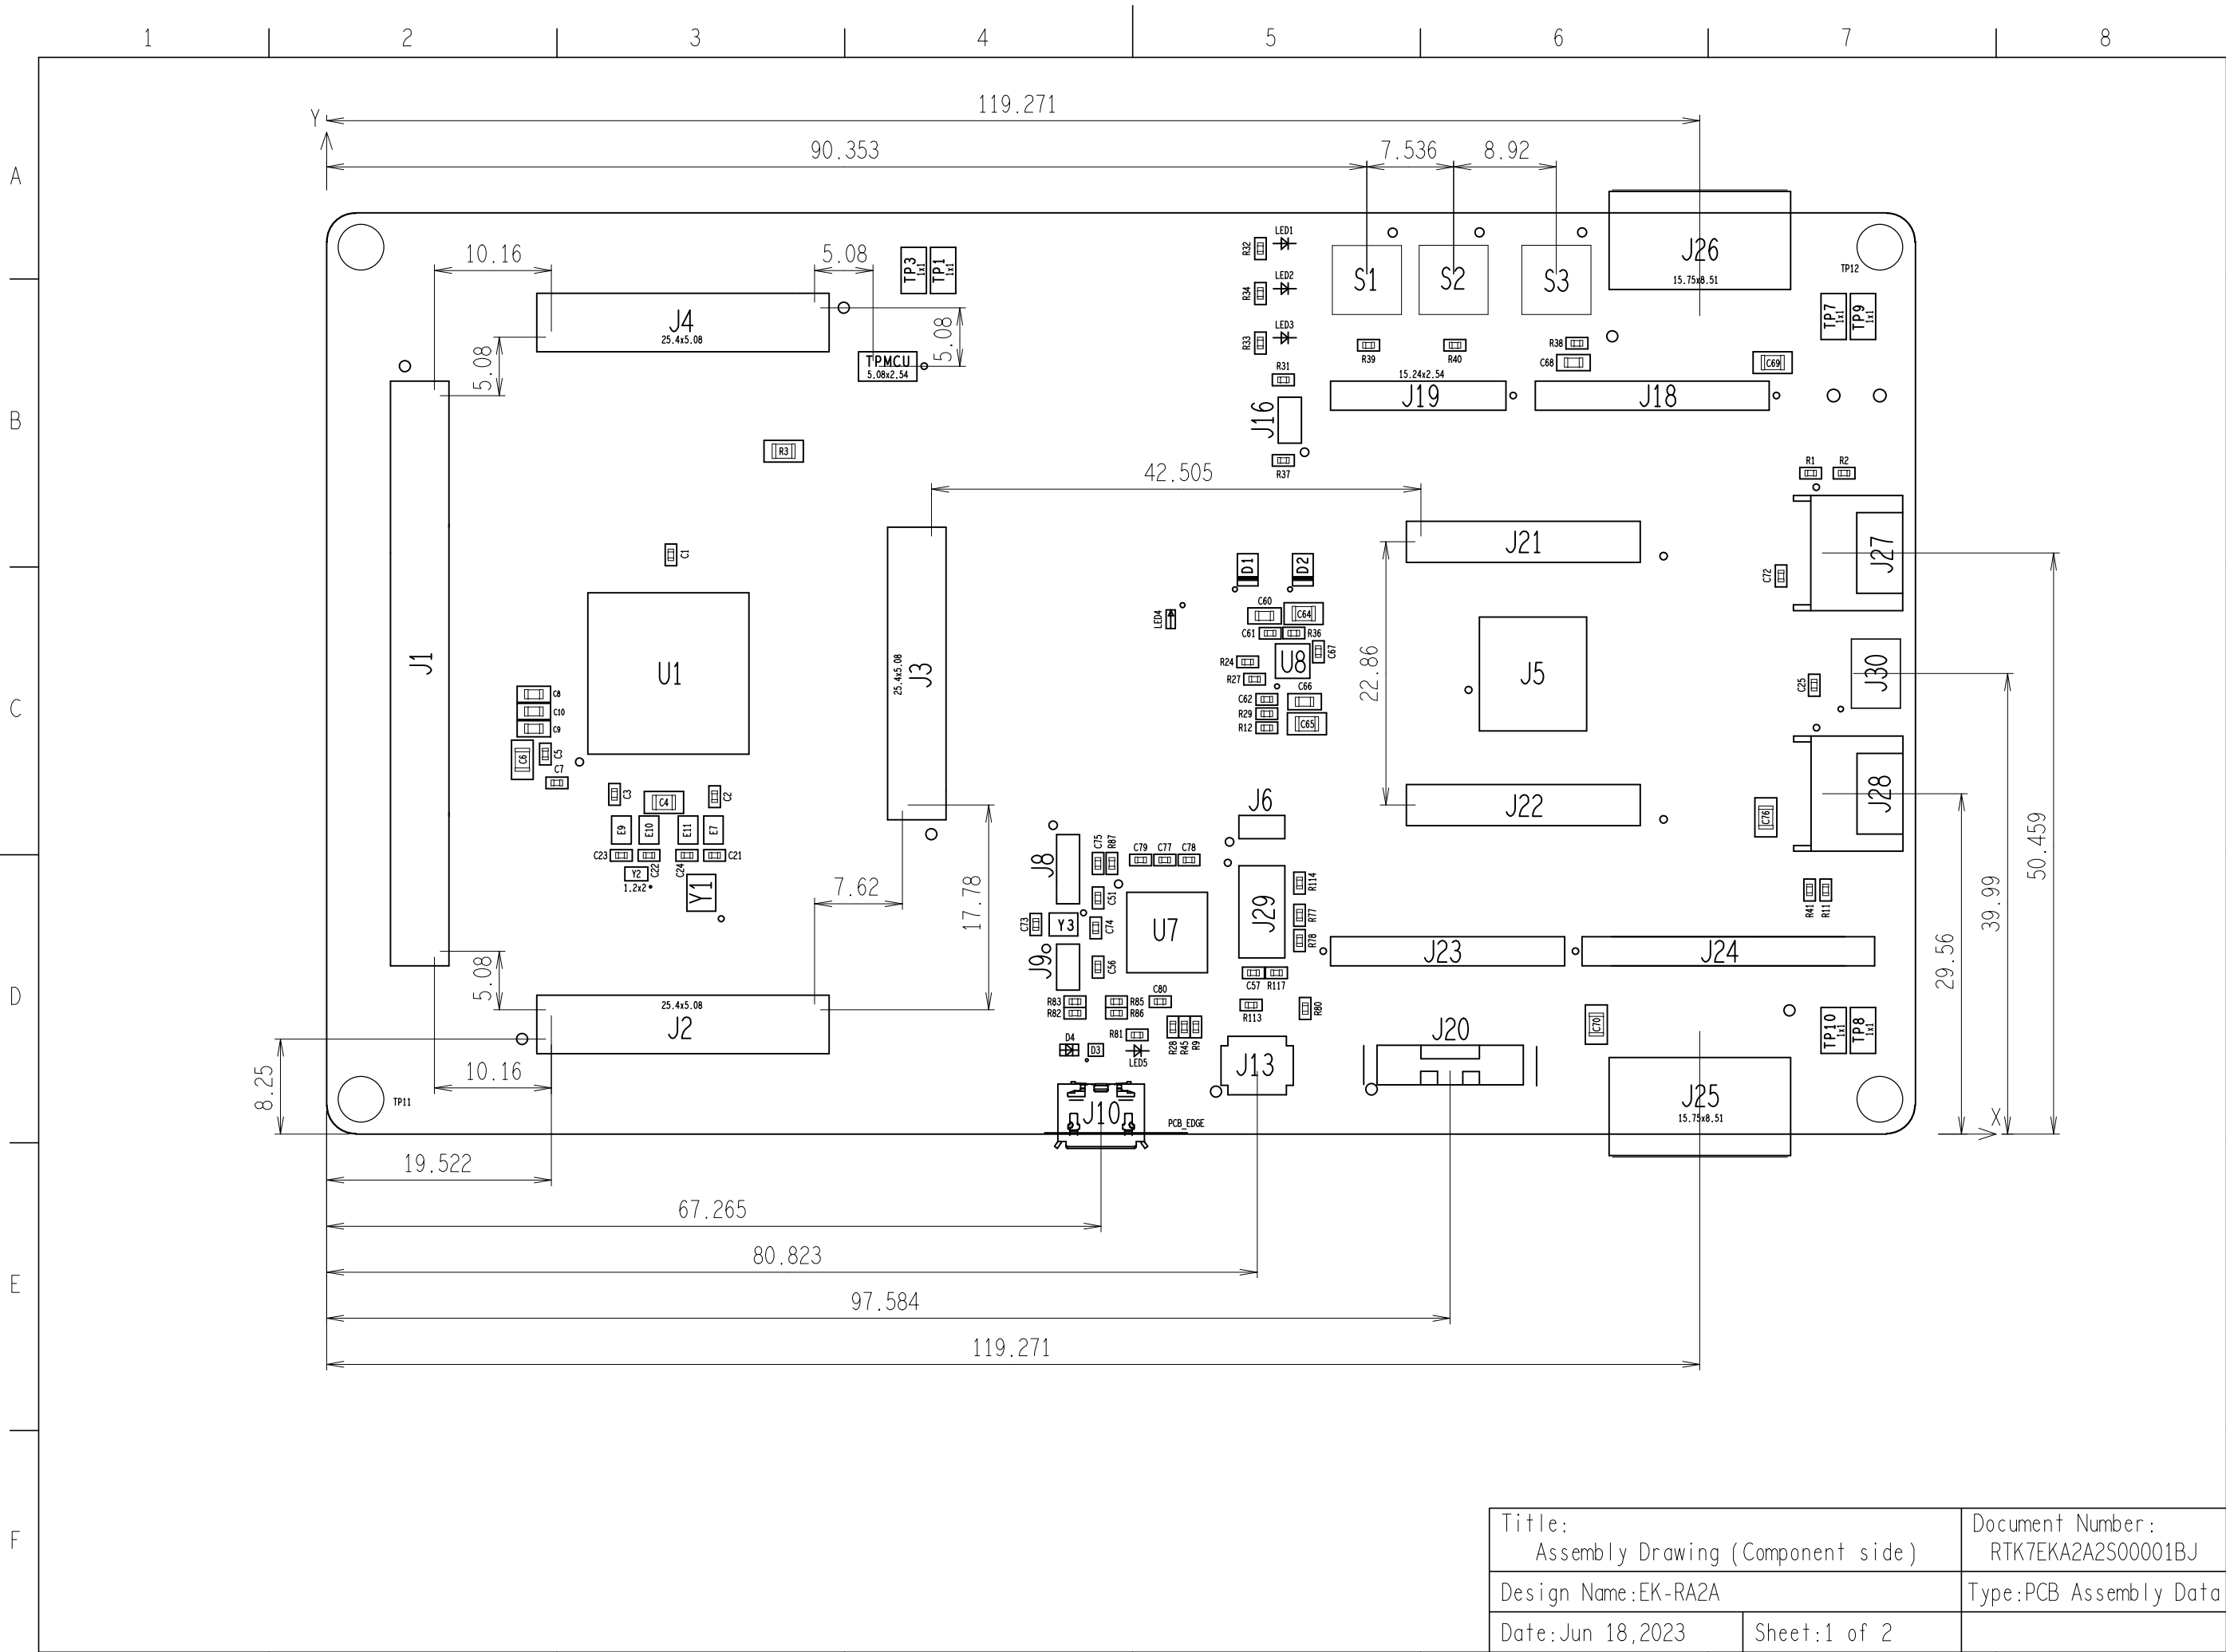 1 2 3 4 5 6 7 8
119.271
Y
90.353 7.536 8.92
A
10.16 5.08 TP3 1x1 TP1 1x1 R32 LED1 S1 S2 S3 J26 15.75x8.51 TP12
R34 LED2
J4 25.4x5.08 5.08 R33 LED3 TP7 1x1 TP9 1x1
5.08 TPMCU 5.08x2.54 R39 R40 R38 C68 C69
R31 15.24x2.54
J19 J18
B
J16
R3
R37 R1 R2
42.505
J21
C1 D1 D2 J27
C72
C60 C64
LED4
C61 R36
J1 U1 J3 25.4x5.08 R24 U8 C67 22.86 J5 J30
R27
C8 C62 C66 C25
C10 R29
C9 R12 C65
C
C6 C5
C7
C3 C4 C2 J6 J22 J28
E9 E10 E11 E7 C76 50.459
C23 C22 C24 C21 J8 C75 R87 C79 C77 C78
Y2
1.2x2
Y1 7.62 17.78 C51 J29 R114 R41 R11 39.99
C73 Y3 C74 U7 R77
R78
J9 C56 J23 J24 29.56
5.08 C57 R117
D
25.4x5.08 R83 R85 C80 R113 R80
R82 R86
J2 R81 R28 R45 R9 J20 C70 TP10 1x1 TP8 1x1
D4 D3 LED5 J13
8.25 10.16 TP11 J10 PCB_EDGE J25 15.75x8.51 X
19.522
67.265
80.823
E
97.584
119.271
F
Title: Document Number:
Assembly Drawing (Component side) RTK7EKA2A2S00001BJ
Design Name:EK-RA2A Type:PCB Assembly Data
Date:Jun 18,2023 Sheet:1 of 2